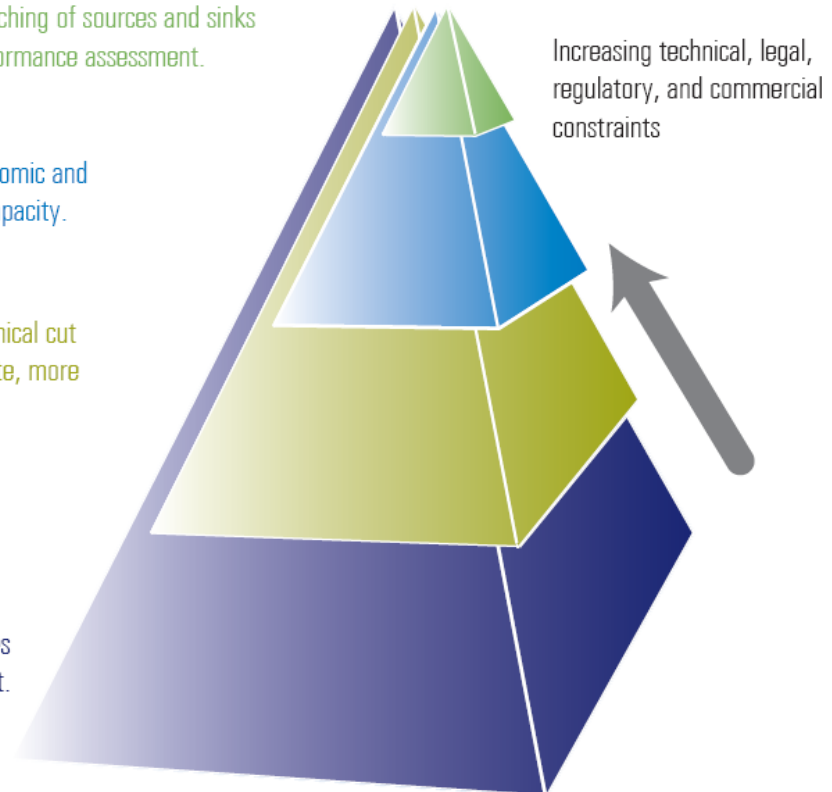 ching of sources and sinks
ormance assessment.
Increasing technical, legal,
regulatory, and commercial
constraints
omic and
pacity.
nical cut
te, more
s
t.